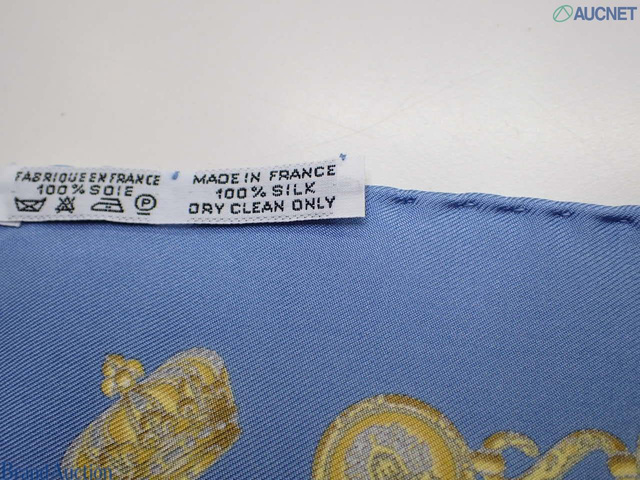 AUCNET
FABRIQUE EN FRANCE
100% SOIE
MADE IN FRANCE
100% SILK
DRY CLEAN ONLY
Brand Auction